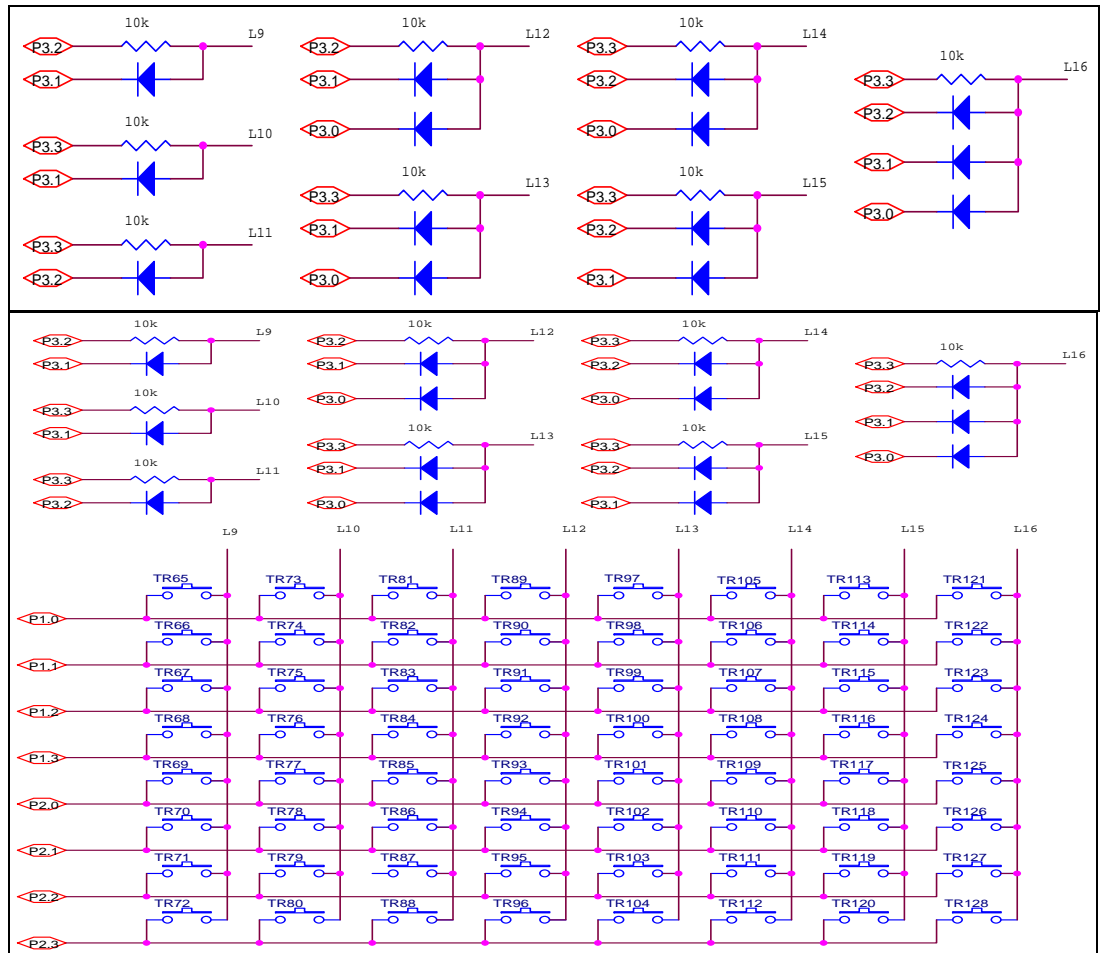 10k L9
P3.2
P3.1
10k L10
P3.3
P3.1
10k L11
P3.3
P3.2
10k L12
P3.2
P3.1
P3.0
10k L13
P3.3
P3.1
P3.0
10k L14
P3.3
P3.2
P3.0
10k L15
P3.3
P3.2
P3.1
10k L16
P3.3
P3.2
P3.1
P3.0
10k L9
P3.2
P3.1
10k L10
P3.3
P3.1
10k L11
P3.3
P3.2
10k L12
P3.2
P3.1
P3.0
10k L13
P3.3
P3.1
P3.0
10k L14
P3.3
P3.2
P3.0
10k L15
P3.3
P3.2
P3.1
10k L16
P3.3
P3.2
P3.1
P3.0
L9 L10 L11 L12 L13 L14 L15 L16
TR65 TR73 TR81 TR89 TR97 TR105 TR113 TR121
P1.0
TR66 TR74 TR82 TR90 TR98 TR106 TR114 TR122
P1.1
TR67 TR75 TR83 TR91 TR99 TR107 TR115 TR123
P1.2
TR68 TR76 TR84 TR92 TR100 TR108 TR116 TR124
P1.3
TR69 TR77 TR85 TR93 TR101 TR109 TR117 TR125
P2.0
TR70 TR78 TR86 TR94 TR102 TR110 TR118 TR126
P2.1
TR71 TR79 TR87 TR95 TR103 TR111 TR119 TR127
P2.2
TR72 TR80 TR88 TR96 TR104 TR112 TR120 TR128
P2.3